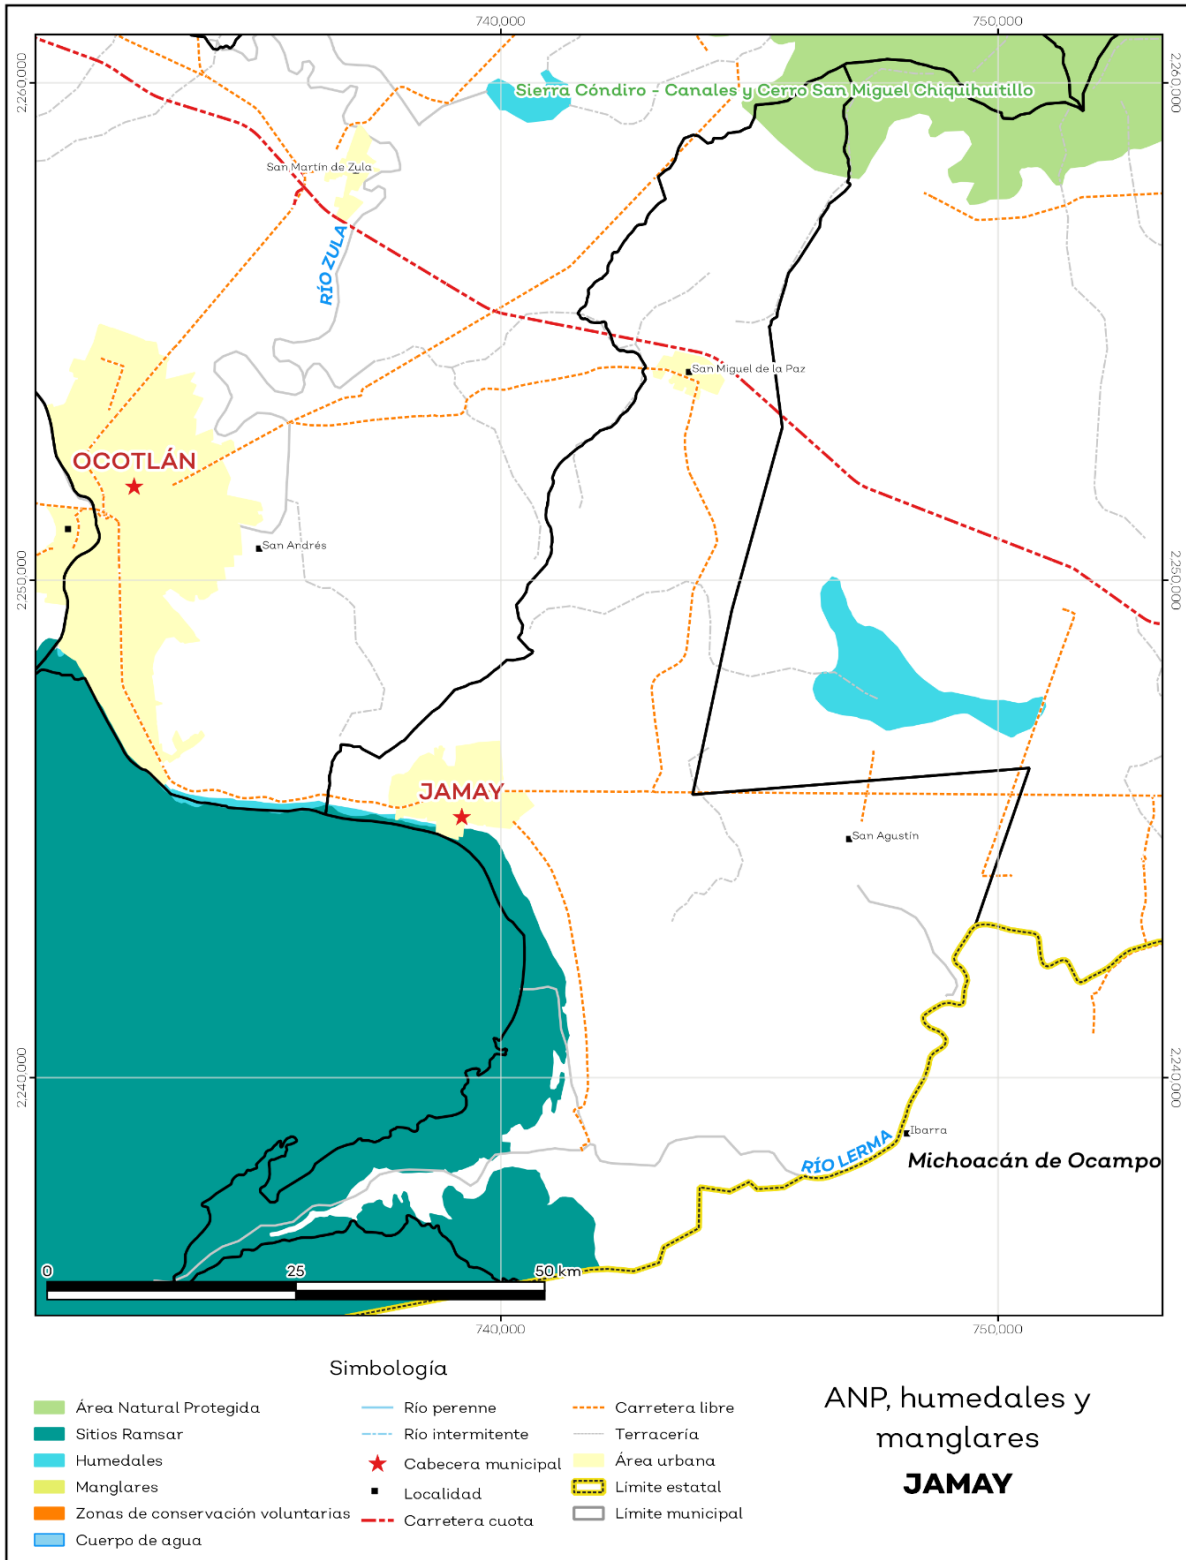 740,000
750,000
2,260,000
2,260,000
Sierra Cóndiro - Canales y Cerro San Miguel Chiquihuitillo
San Martín de Zula
RÍO ZULA
San Miguel de la Paz
OCOTLÁN
San Andrés
2,250,000
2,250,000
JAMAY
San Agustín
2,240,000
2,240,000
Ibarra
RÍO LERMA
Michoacán de Ocampo
0
25
50 km
740,000
750,000
Simbología
Área Natural Protegida
Sitios Ramsar
Humedales
Manglares
Zonas de conservación voluntarias
Cuerpo de agua
Río perenne
Río intermitente
Cabecera municipal
Localidad
Carretera cuota
Carretera libre
Terracería
Área urbana
Límite estatal
Límite municipal
ANP, humedales y
manglares
JAMAY